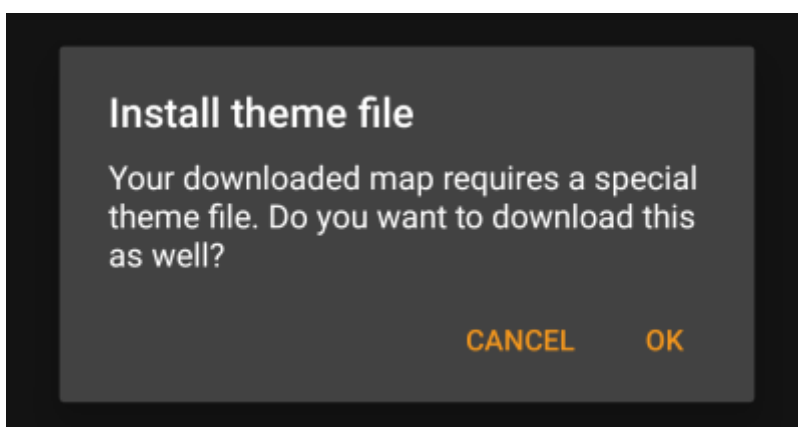 Install theme file
Your downloaded map requires a special
theme file. Do you want to download this
as well?
CANCEL OK